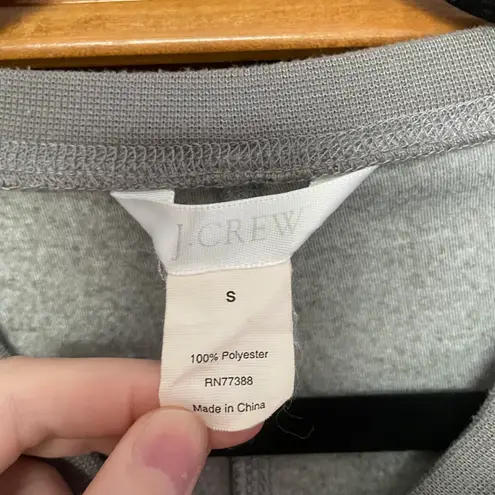 J.CREW
S
100% Polyester
RN77388
Made in China